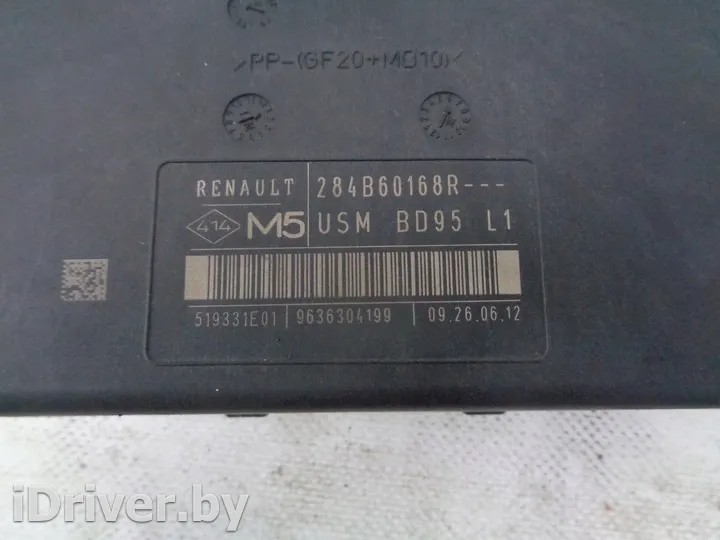 >PP-(GF20+MD10)<
RENAULT 284B60168R---
414 M5 USM BD95 L1
519331E01 9636304199 09.26.06.12
iDriver.by